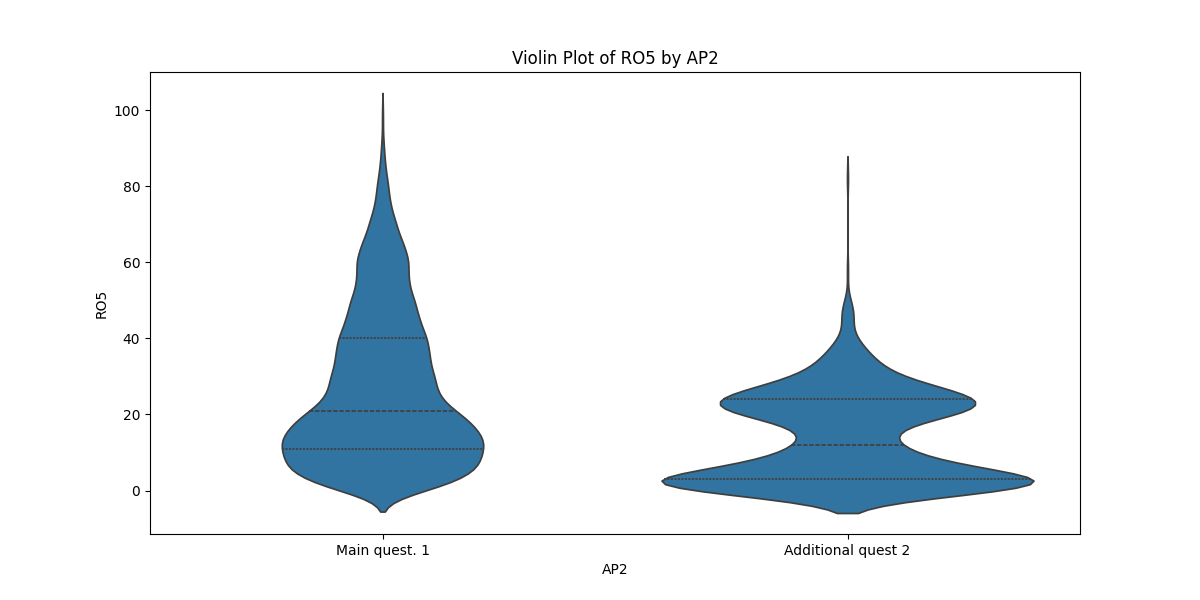 Violin Plot of RO5 by AP2
100
80
60
40
20
0
RO5
Main quest. 1
Additional quest 2
AP2